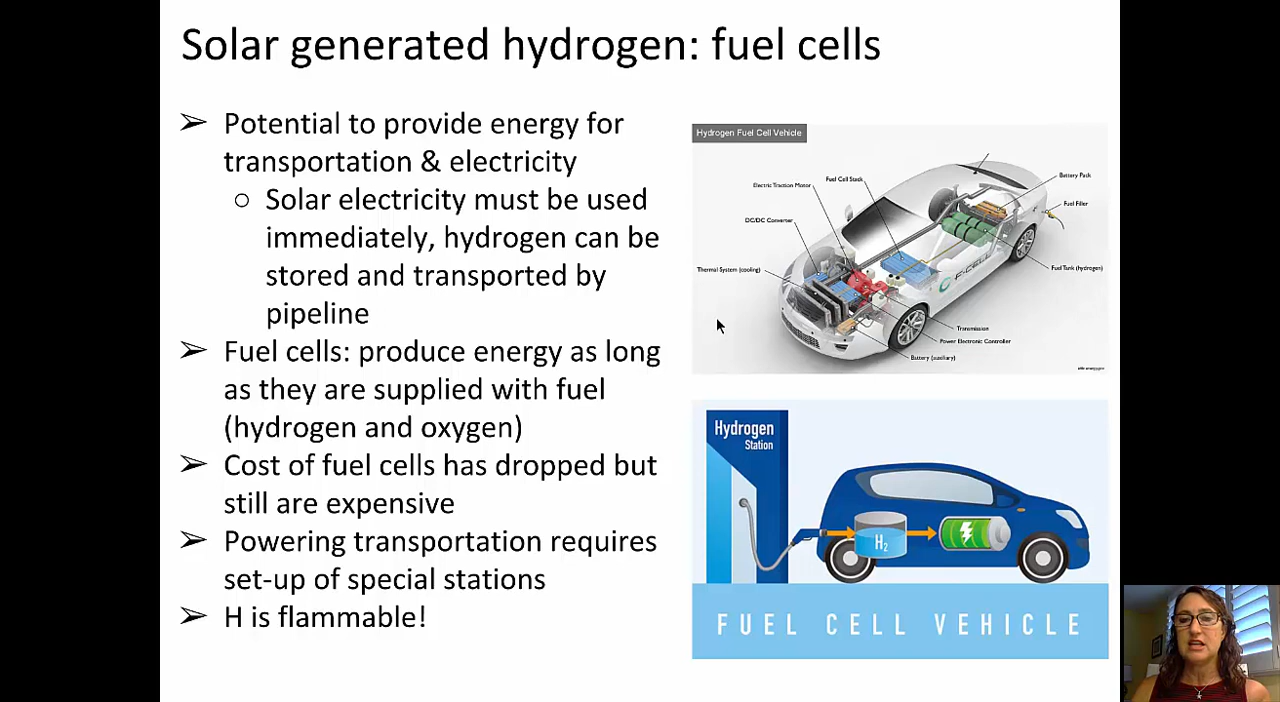 Solar generated hydrogen: fuel cells
➢ Potential to provide energy for
transportation & electricity
○ Solar electricity must be used
immediately, hydrogen can be
stored and transported by
pipeline
➢ Fuel cells: produce energy as long
as they are supplied with fuel
(hydrogen and oxygen)
➢ Cost of fuel cells has dropped but
still are expensive
➢ Powering transportation requires
set-up of special stations
➢ H is flammable!
Hydrogen Fuel Cell Vehicle
Battery Pack
Fuel Cell Stack
Electric Traction Motor
Fuel Filler
DC/DC Converter
Thermal System (cooling)
Fuel Tank (hydrogen)
F-CELL
Transmission
Power Electronic Controller
Battery (auxiliary)
Hydrogen
Station
H2
FUEL CELL VEHICLE